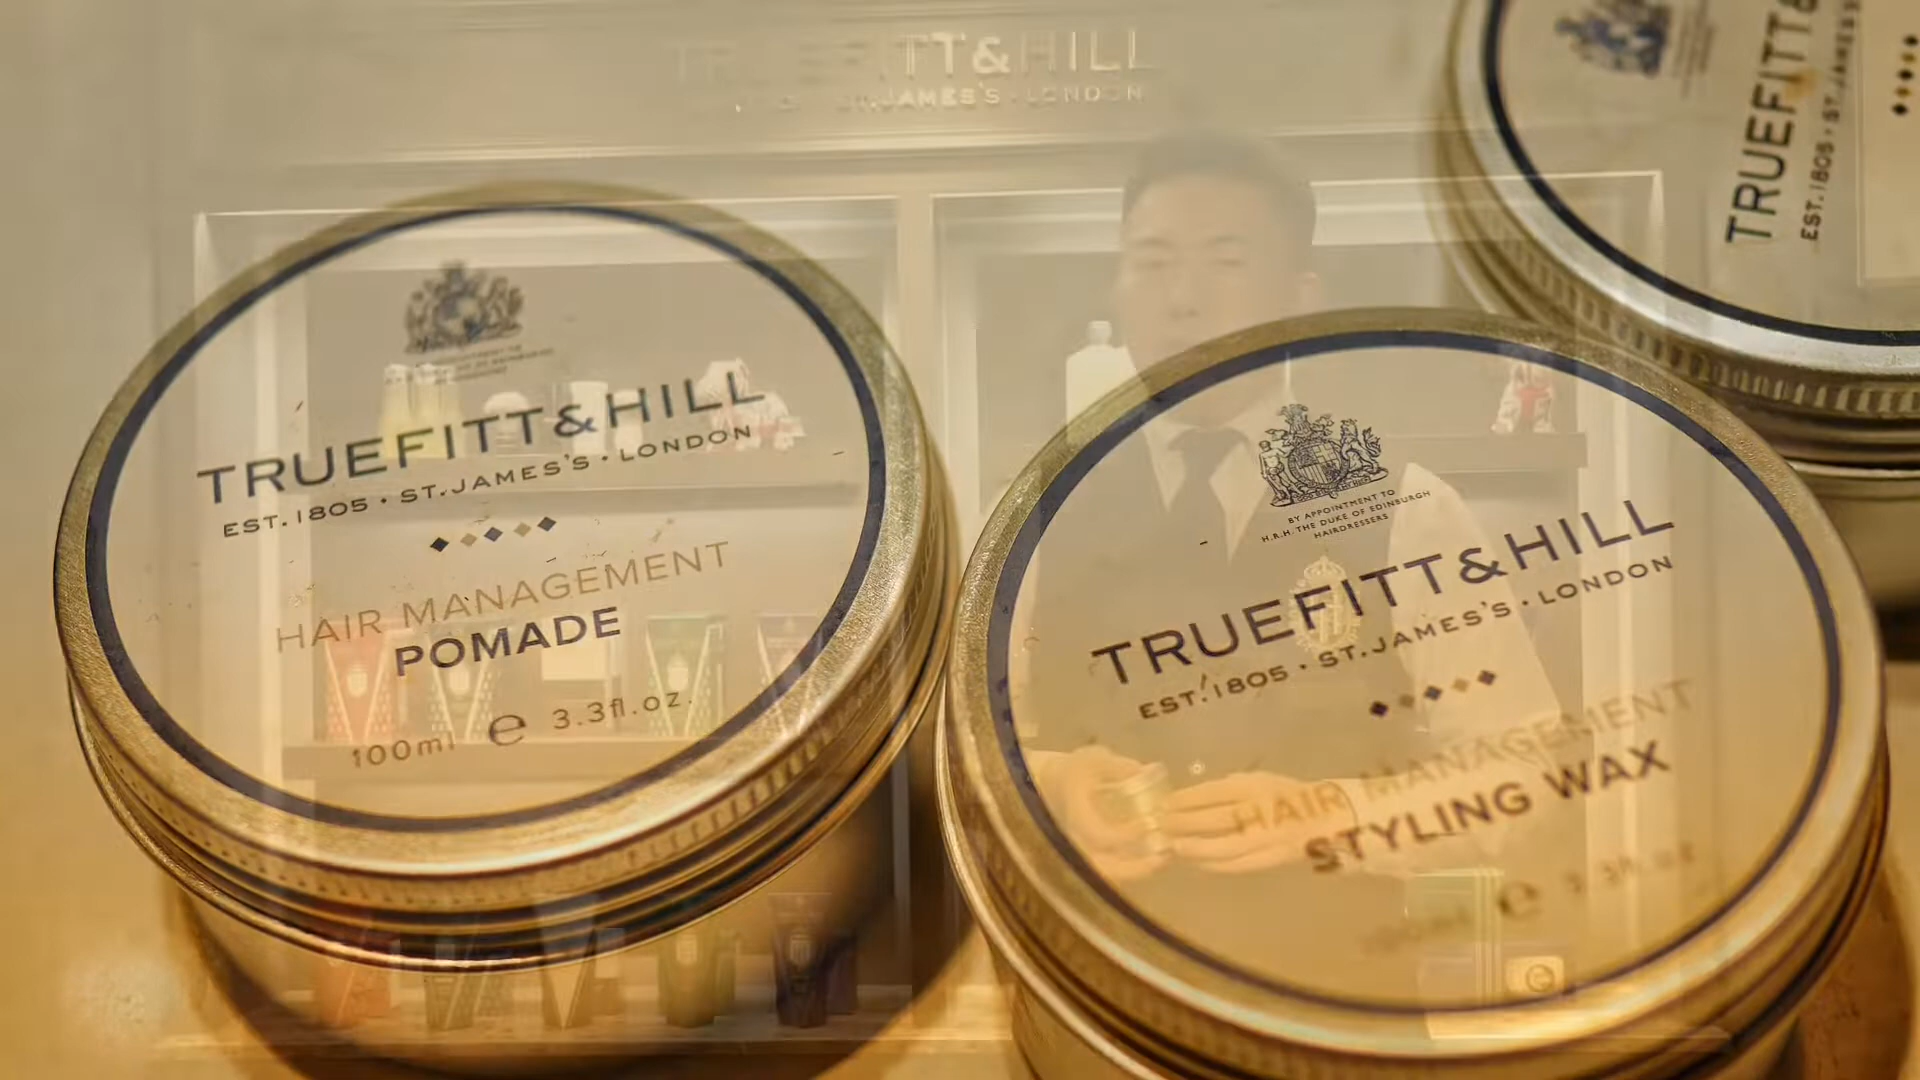 TT&HILL
ST.JAMES'S · LONDON
TRUEFITT&HILL
EST.1805 · ST.JAMES'S · LONDON
HAIR MANAGEMENT
POMADE
100ml e 3.3fl.oz.
BY APPOINTMENT TO
H.R.H. THE DUKE OF EDINBURGH
HAIRDRESSERS
TRUEFITT&HILL
EST.1805 · ST.JAMES'S · LONDON
HAIR MANAGEMENT
STYLING WAX
TRUEFITT&
EST.1805 · ST.JAMES'S